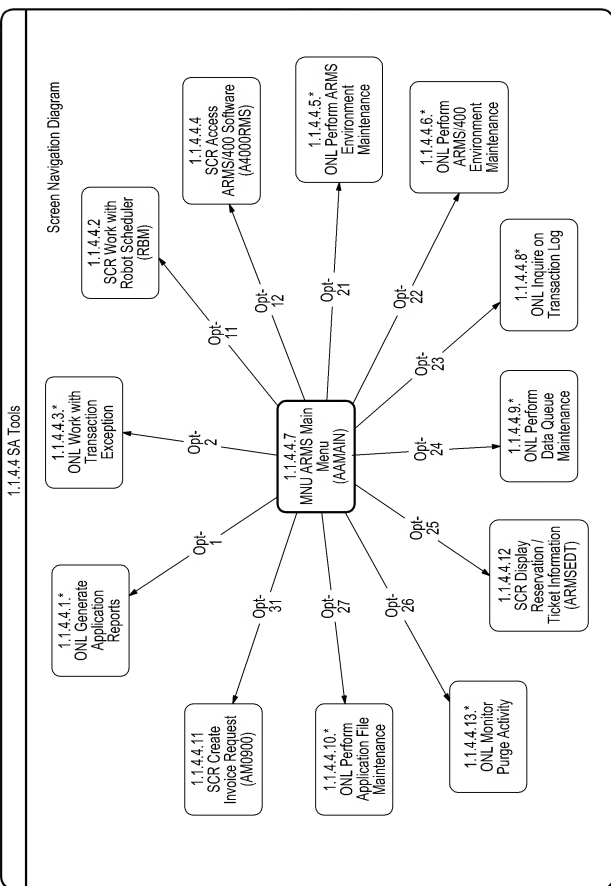 1.1.4.4 SA Tools
Screen Navigation Diagram
1.1.4.4.1.*
ONL Generate
Application
Reports
1.1.4.4.3.*
ONL Work with
Transaction
Exception
1.1.4.4.2
SCR Work with
Robot Scheduler
(RBM)
1.1.4.4.4
SCR Access
ARMS/400 Software
(A4000RMS)
1.1.4.4.5.*
ONL Perform ARMS
Environment
Maintenance
1.1.4.4.6.*
ONL Perform
ARMS/400
Environment
Maintenance
1.1.4.4.8*
ONL Inquire on
Transaction Log
1.1.4.4.9.*
ONL Perform
Data Queue
Maintenance
1.1.4.4.12
SCR Display
Reservation /
Ticket Information
(ARMSEDT)
1.1.4.4.13.*
ONL Monitor
Purge Activity
1.1.4.4.10.*
ONL Perform
Application File
Maintenance
1.1.4.4.11
SCR Create
Invoice Request
(AM0900)
1.1.4.4.7
MNU ARMS Main
Menu
(AAMAIN)
Opt-
1
Opt-
2
Opt-
11
Opt-
12
Opt-
21
Opt-
22
Opt-
23
Opt-
24
Opt-
25
Opt-
26
Opt-
27
Opt-
31